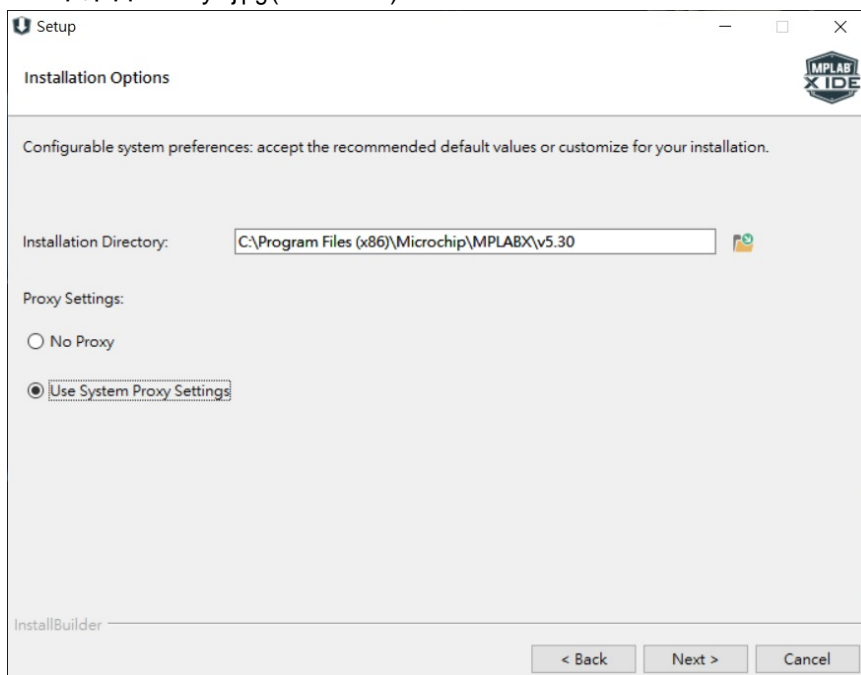 Setup
Installation Options
MPLAB
X IDE
Configurable system preferences: accept the recommended default values or customize for your installation.
Installation Directory:
C:\Program Files (x86)\Microchip\MPLABX\v5.30
Proxy Settings:
No Proxy
Use System Proxy Settings
InstallBuilder
< Back
Next >
Cancel